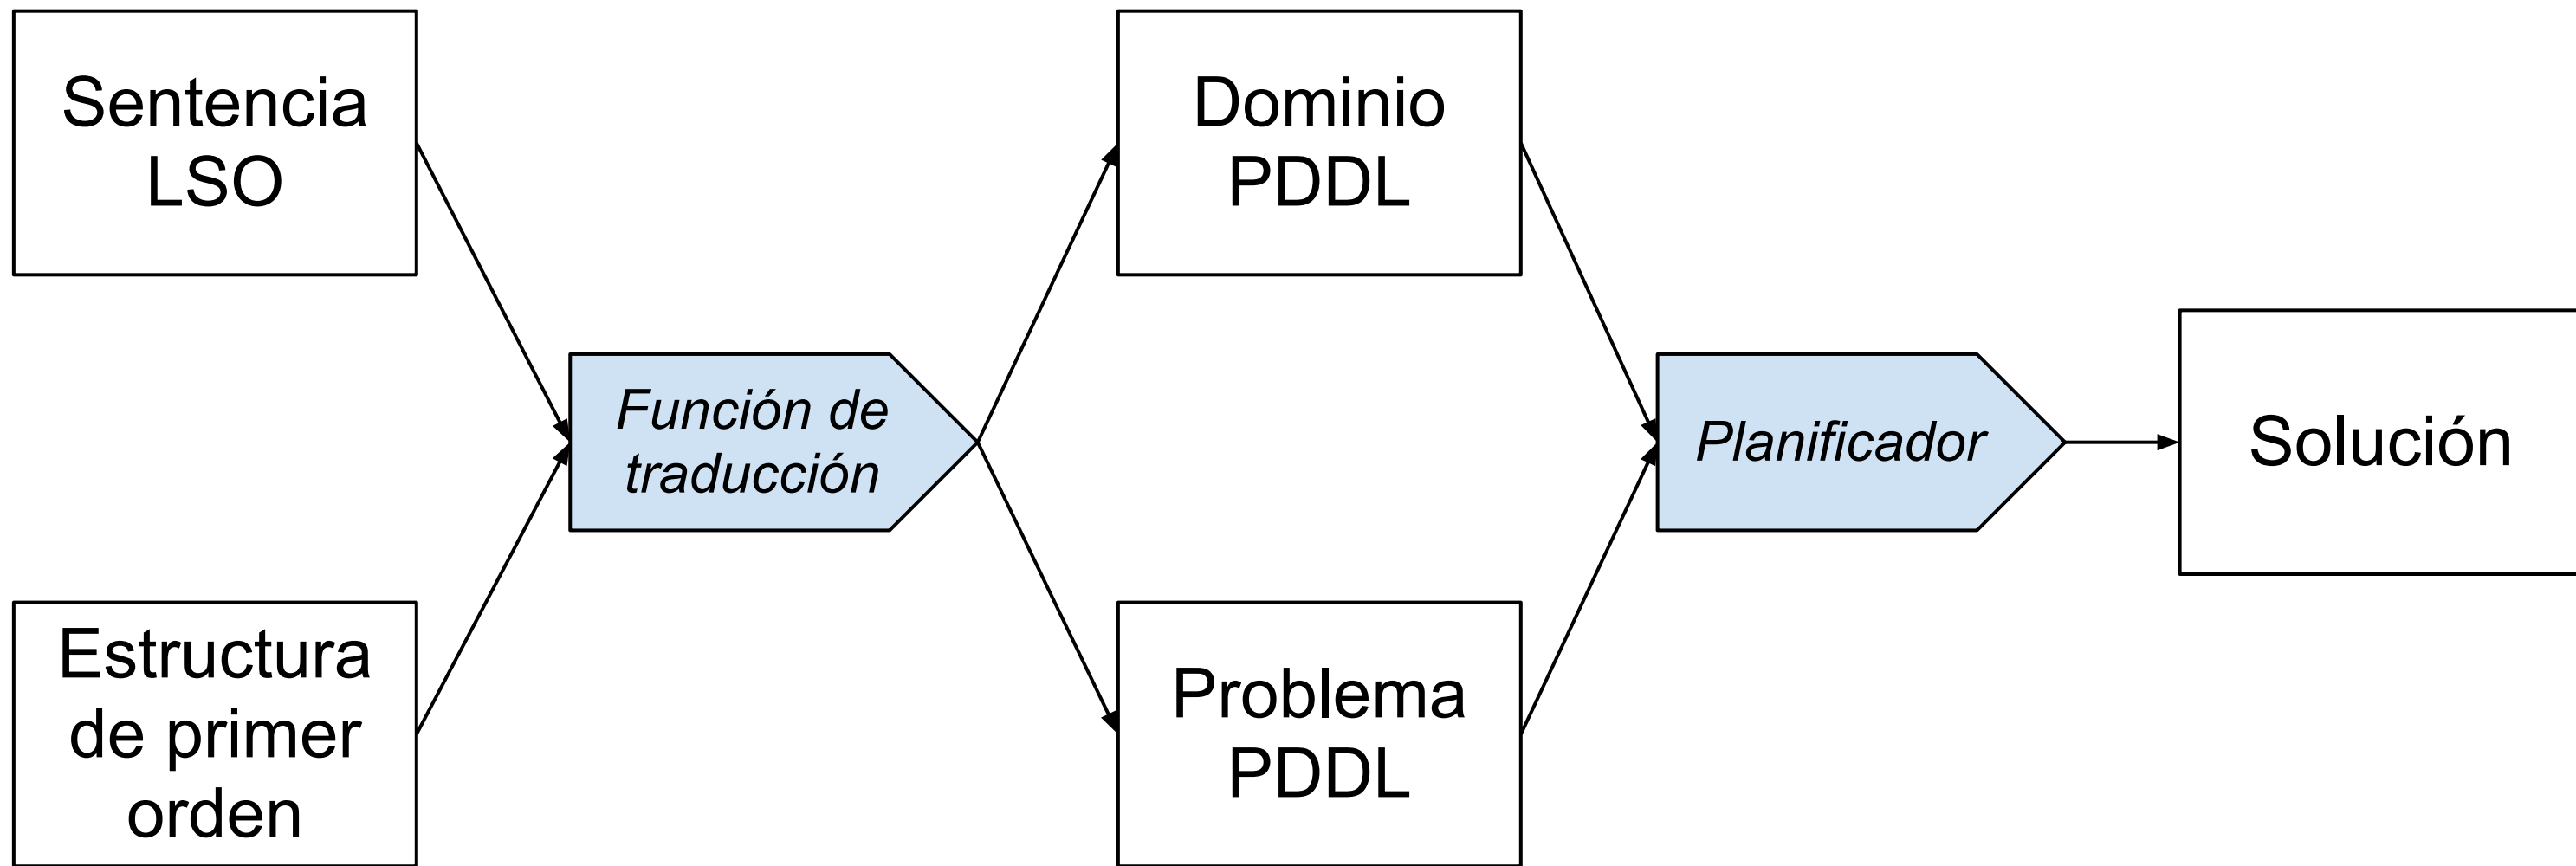 Sentencia
LSO
Estructura
de primer
orden
Función de
traducción
Dominio
PDDL
Problema
PDDL
Planificador
Solución